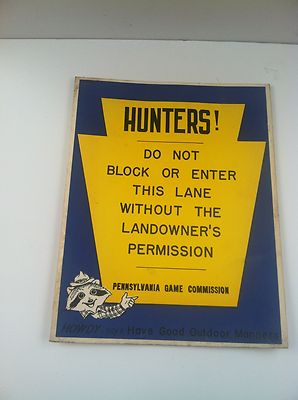 HUNTERS!
DO NOT
BLOCK OR ENTER
THIS LANE
WITHOUT THE
LANDOWNER'S
PERMISSION
PENNSYLVANIA GAME COMMISSION
HOWDY says Have Good Outdoor Manners